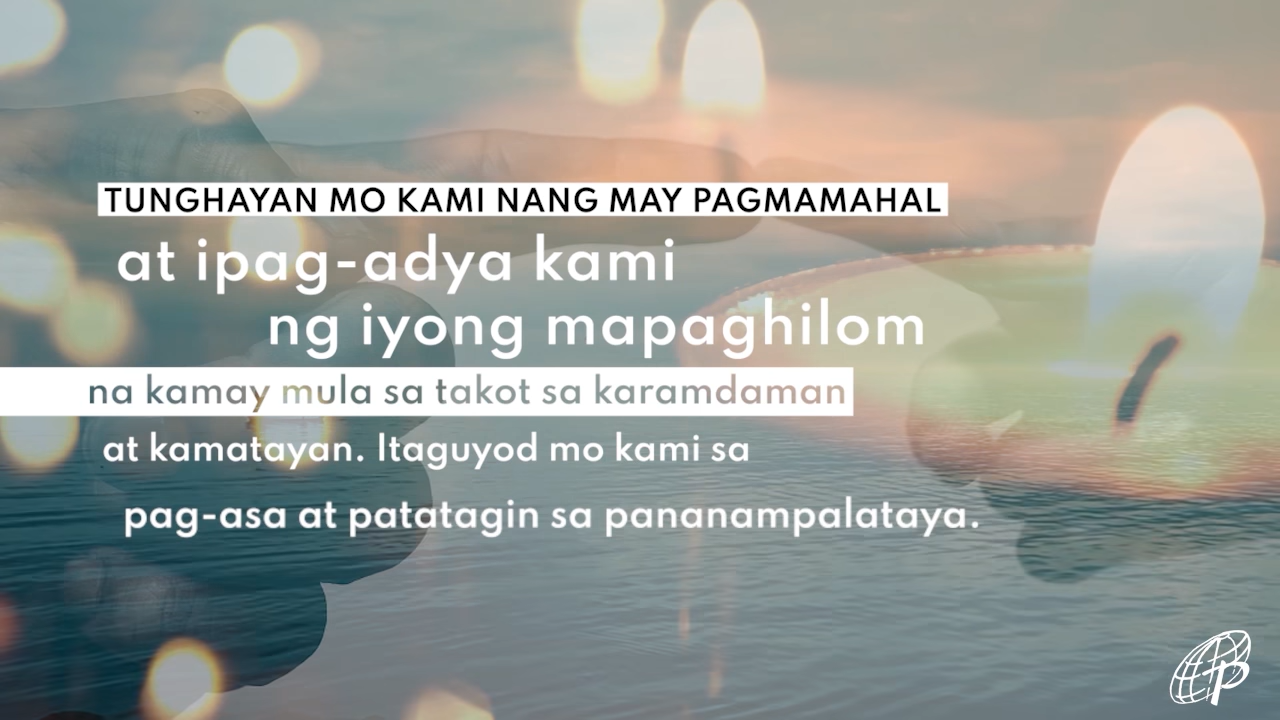 TUNGHAYAN MO KAMI NANG MAY PAGMAMAHAL
at ipag-adya kami
ng iyong mapaghilom
na kamay mula sa takot sa karamdaman
at kamatayan. Itaguyod mo kami sa
pag-asa at patatagin sa pananampalataya.